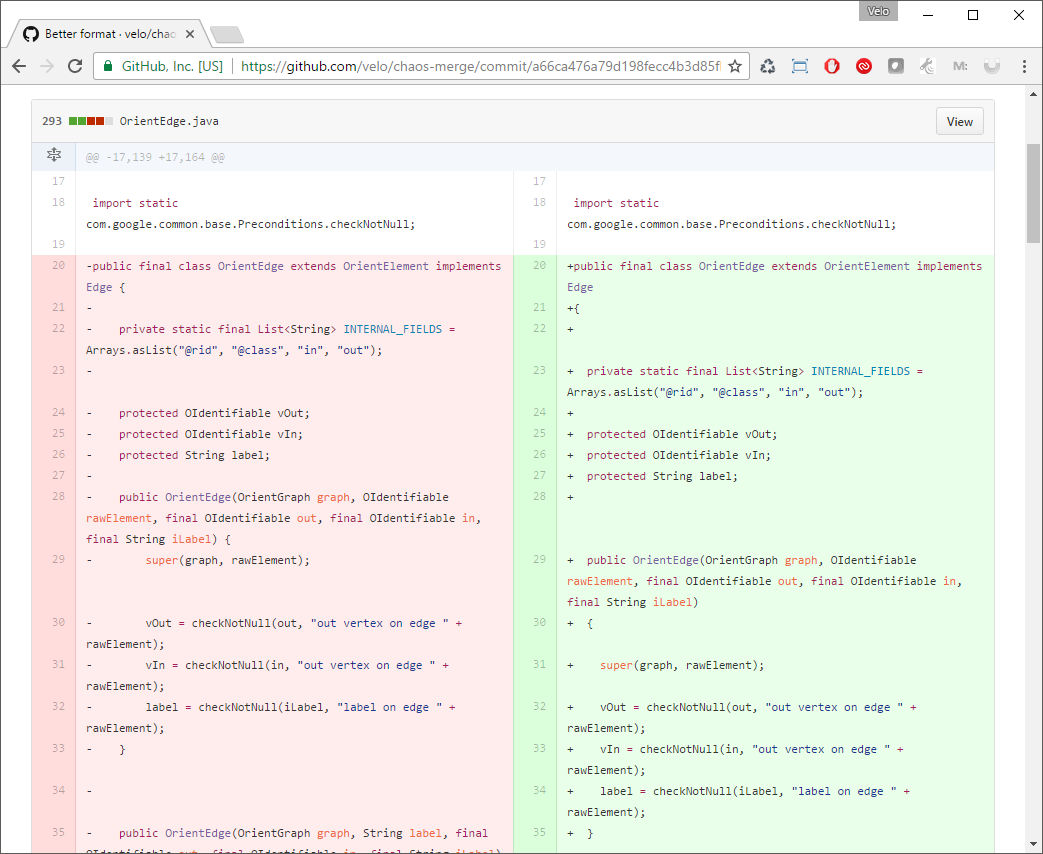 Velo
Better format · velo/chao
GitHub, Inc. [US] https://github.com/velo/chaos-merge/commit/a66ca476a79d198fecc4b3d85fl
M:
293 OrientEdge.java View
@@ -17,139 +17,164 @@
17
18 import static
com.google.common.base.Preconditions.checkNotNull;
19
20 -public final class OrientEdge extends OrientElement implements
Edge {
21 -
22 - private static final List<String> INTERNAL_FIELDS =
Arrays.asList("@rid", "@class", "in", "out");
23 -
24 - protected OIdentifiable vOut;
25 - protected OIdentifiable vIn;
26 - protected String label;
27 -
28 - public OrientEdge(OrientGraph graph, OIdentifiable
rawElement, final OIdentifiable out, final OIdentifiable in,
final String iLabel) {
29 - super(graph, rawElement);
30 - vOut = checkNotNull(out, "out vertex on edge " +
rawElement);
31 - vIn = checkNotNull(in, "out vertex on edge " +
rawElement);
32 - label = checkNotNull(iLabel, "label on edge " +
rawElement);
33 - }
34 -
35 - public OrientEdge(OrientGraph graph, String label, final
OIdentifiable out, final OIdentifiable in, final String iLabel)
17
18 import static
com.google.common.base.Preconditions.checkNotNull;
19
20 +public final class OrientEdge extends OrientElement implements
Edge
21 +{
22 +
23 + private static final List<String> INTERNAL_FIELDS =
Arrays.asList("@rid", "@class", "in", "out");
24 +
25 + protected OIdentifiable vOut;
26 + protected OIdentifiable vIn;
27 + protected String label;
28 +
29 + public OrientEdge(OrientGraph graph, OIdentifiable
rawElement, final OIdentifiable out, final OIdentifiable in,
final String iLabel)
30 + {
31 + super(graph, rawElement);
32 + vOut = checkNotNull(out, "out vertex on edge " +
rawElement);
33 + vIn = checkNotNull(in, "out vertex on edge " +
rawElement);
34 + label = checkNotNull(iLabel, "label on edge " +
rawElement);
35 + }